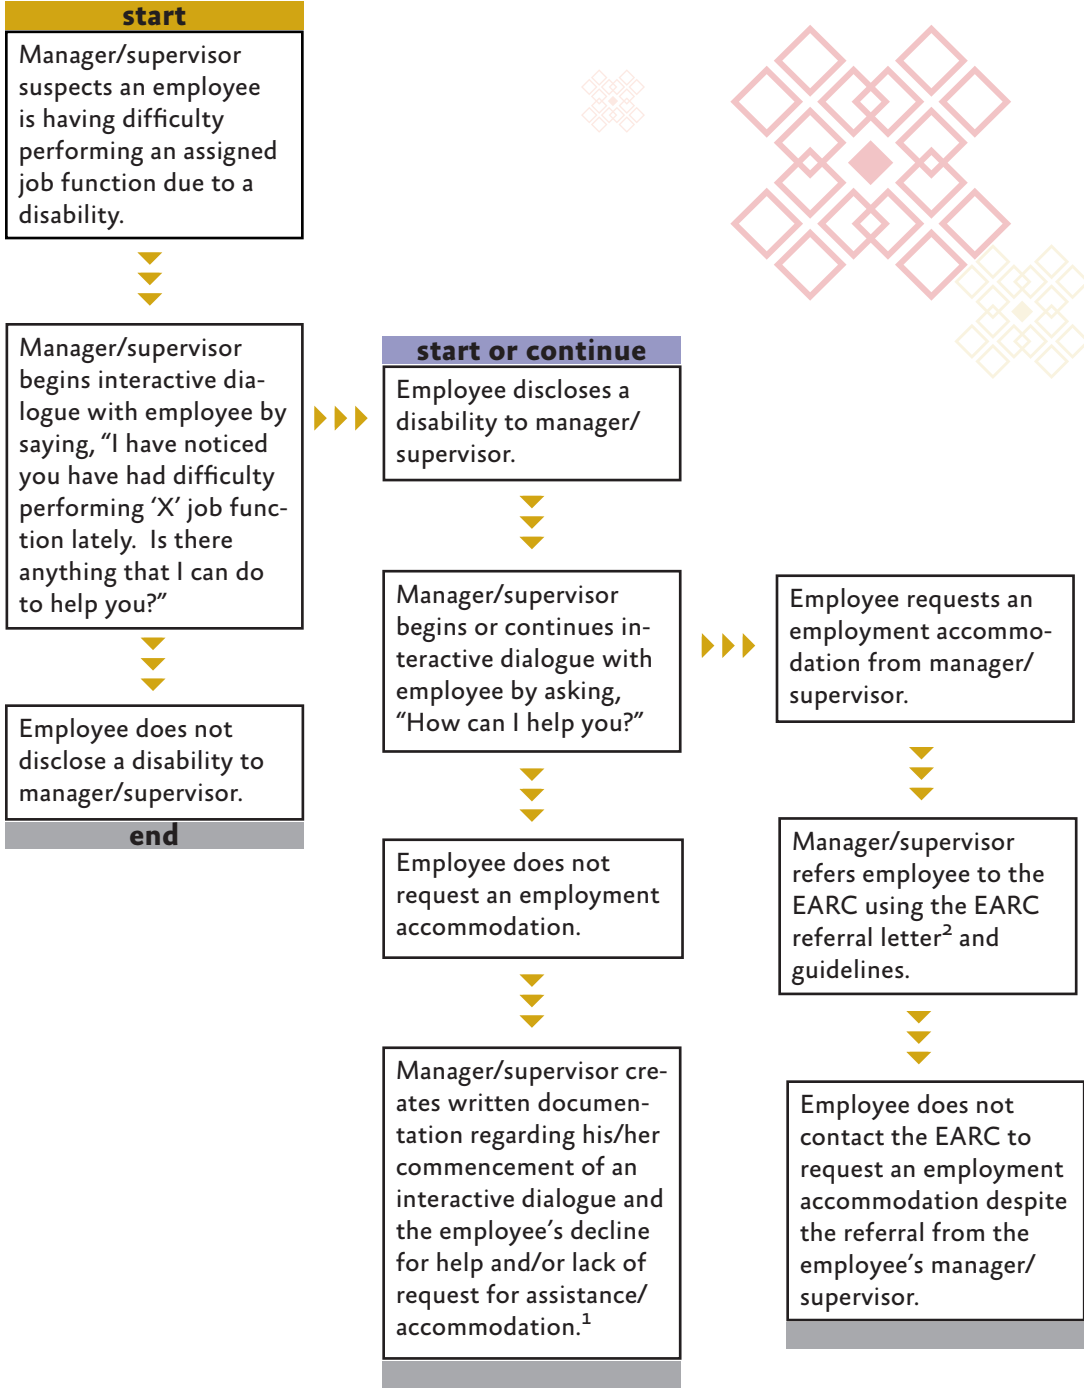 start
Manager/supervisor
suspects an employee
is having difficulty
performing an assigned
job function due to a
disability.
Manager/supervisor
begins interactive dia-
logue with employee by
saying, “I have noticed
you have had difficulty
performing ‘X’ job func-
tion lately.  Is there
anything that I can do
to help you?”
Employee does not
disclose a disability to
manager/supervisor.
end
start or continue
Employee discloses a
disability to manager/
supervisor.
Manager/supervisor
begins or continues in-
teractive dialogue with
employee by asking,
“How can I help you?”
Employee does not
request an employment
accommodation.
Manager/supervisor cre-
ates written documen-
tation regarding his/her
commencement of an
interactive dialogue and
the employee’s decline
for help and/or lack of
request for assistance/
accommodation.¹
Employee requests an
employment accommo-
dation from manager/
supervisor.
Manager/supervisor
refers employee to the
EARC using the EARC
referral letter² and
guidelines.
Employee does not
contact the EARC to
request an employment
accommodation despite
the referral from the
employee’s manager/
supervisor.